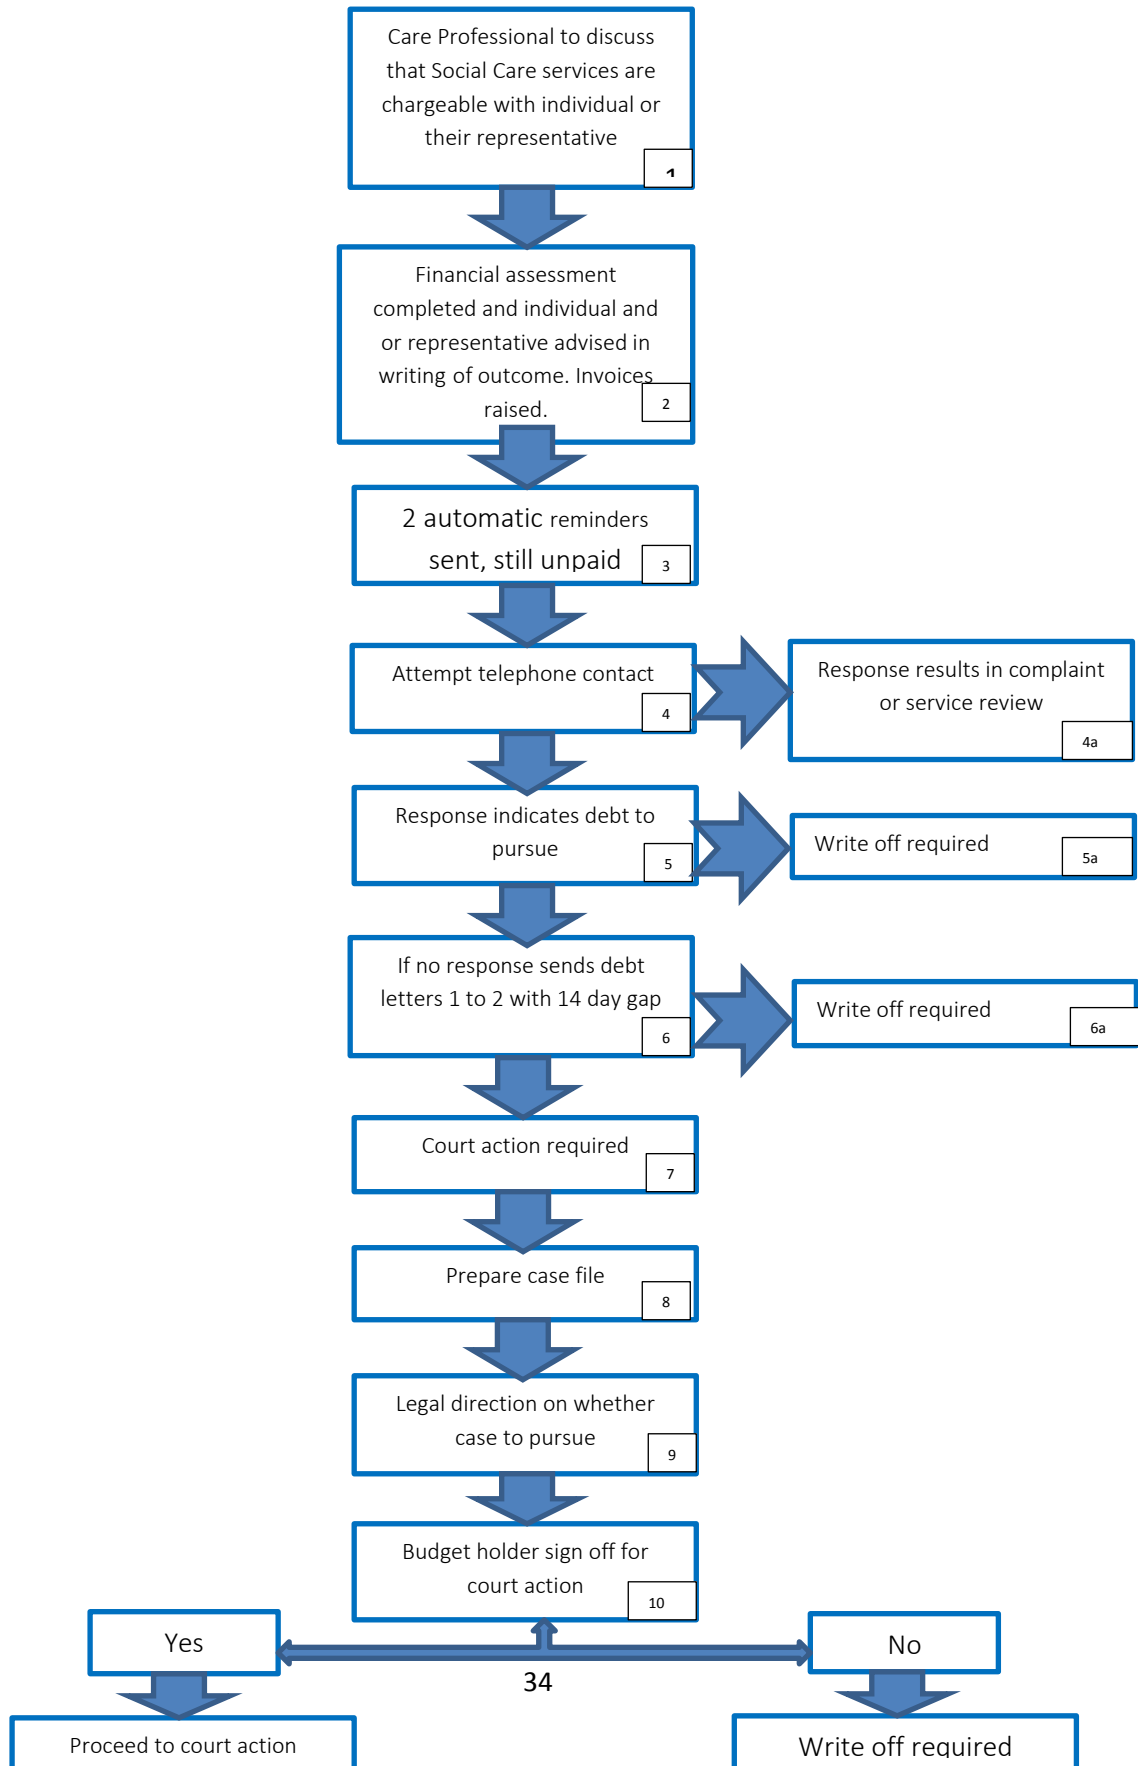 Care Professional to discuss
that Social Care services are
chargeable with individual or
their representative
1
Financial assessment
completed and individual and
or representative advised in
writing of outcome. Invoices
raised.
2
2 automatic reminders
sent, still unpaid
3
Attempt telephone contact
4
Response results in complaint
or service review
4a
Response indicates debt to
pursue
5
Write off required
5a
If no response sends debt
letters 1 to 2 with 14 day gap
6
Write off required
6a
Court action required
7
Prepare case file
8
Legal direction on whether
case to pursue
9
Budget holder sign off for
court action
10
Yes
No
34
Proceed to court action
Write off required